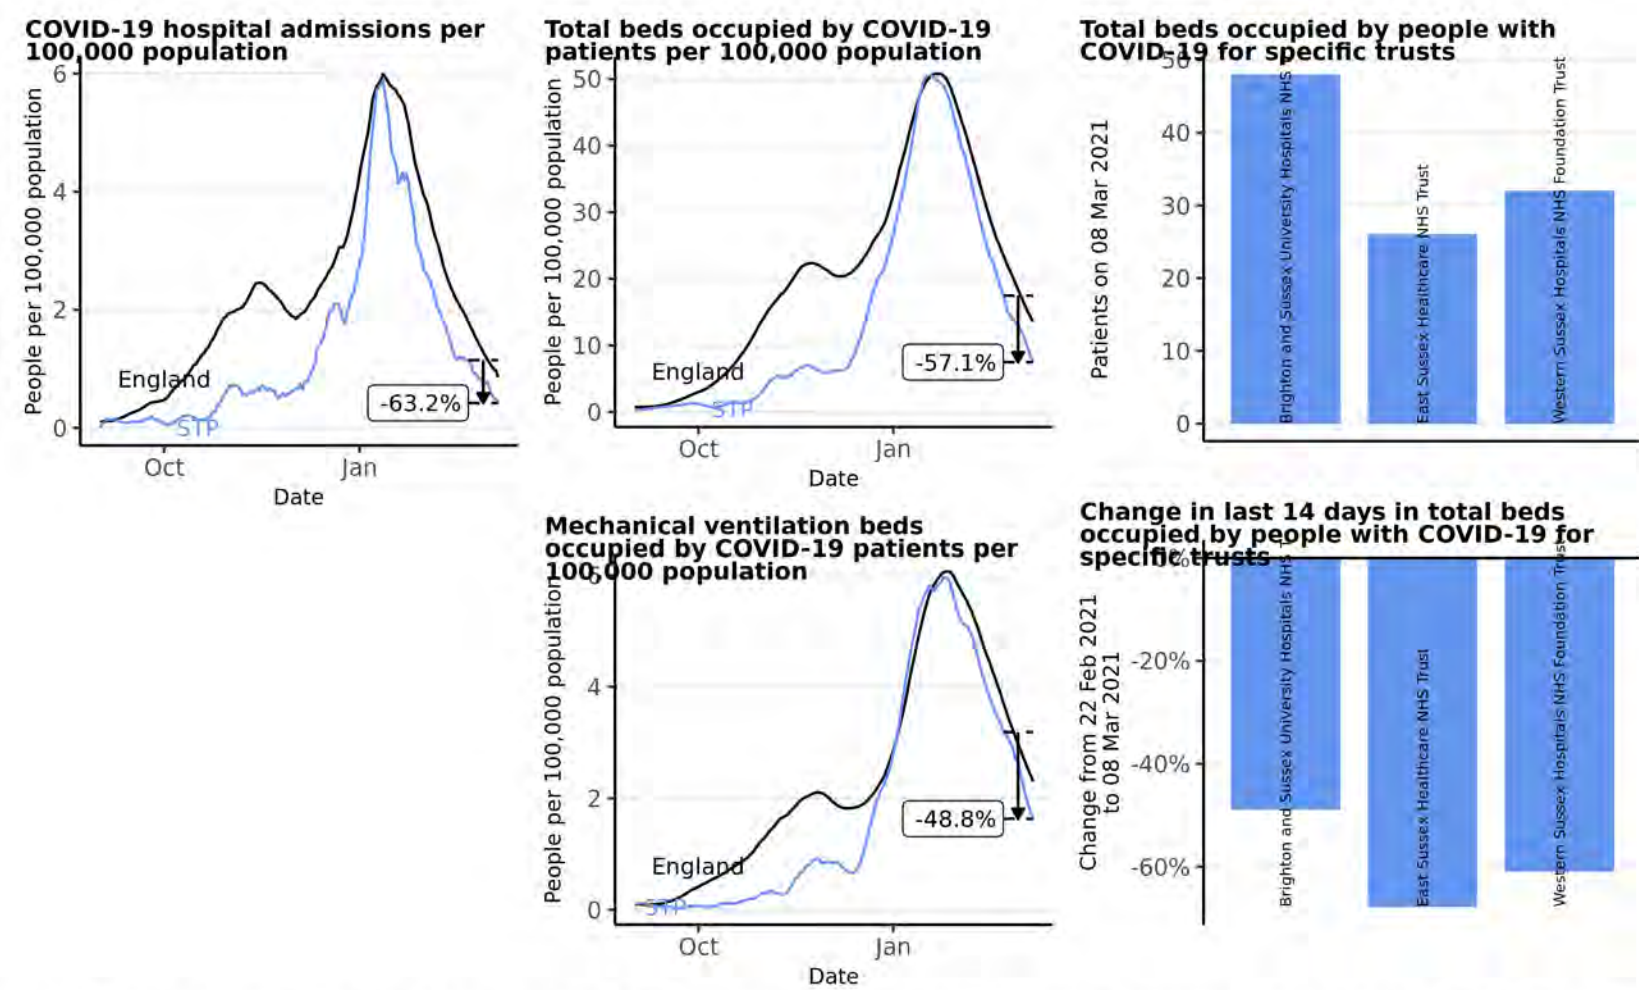 COVID-19 hospital admissions per
100,000 population
People per 100,000 population
6
4
2
0
England
STP
-63.2%
Oct
Jan
Date
Total beds occupied by COVID-19
patients per 100,000 population
People per 100,000 population
50
40
30
20
10
0
England
STP
-57.1%
Oct
Jan
Date
Total beds occupied by people with
COVID-19 for specific trusts
Patients on 08 Mar 2021
50
40
30
20
10
0
Brighton and Sussex University Hospitals NHS
East Sussex Healthcare NHS Trust
Western Sussex Hospitals NHS Foundation Trust
Mechanical ventilation beds
occupied by COVID-19 patients per
100,000 population
People per 100,000 population
6
4
2
0
England
STP
-48.8%
Oct
Jan
Date
Change in last 14 days in total beds
occupied by people with COVID-19 for
specific trusts
Change from 22 Feb 2021
to 08 Mar 2021
0%
-20%
-40%
-60%
Brighton and Sussex University Hospitals NHS T
East Sussex Healthcare NHS Trust
Western Sussex Hospitals NHS Foundation Trust